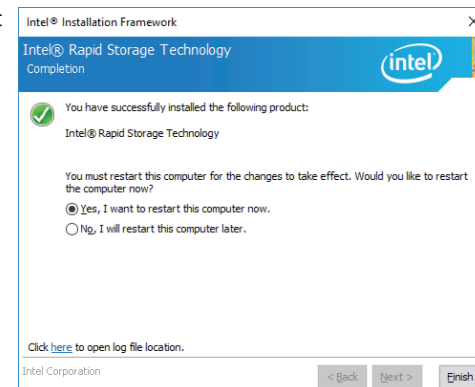 Intel® Installation Framework
Intel® Rapid Storage Technology
Completion
intel
You have successfully installed the following product:
Intel® Rapid Storage Technology
You must restart this computer for the changes to take effect. Would you like to restart
the computer now?
Yes, I want to restart this computer now.
No, I will restart this computer later.
Click here to open log file location.
Intel Corporation
< Back Next > Finish